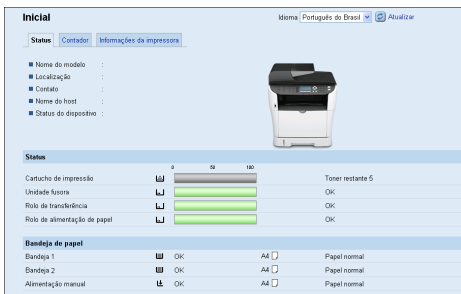 Inicial
Idioma Português do Brasil Atualizar
Status Contador Informações da impressora
Nome do modelo :
Localização :
Contato :
Nome do host :
Status do dispositivo :
Status
0 50 100
Cartucho de impressão Toner restante 5
Unidade fusora OK
Rolo de transferência OK
Rolo de alimentação de papel OK
Bandeja de papel
Bandeja 1 OK A4 Papel normal
Bandeja 2 OK A4 Papel normal
Alimentação manual OK A4 Papel normal